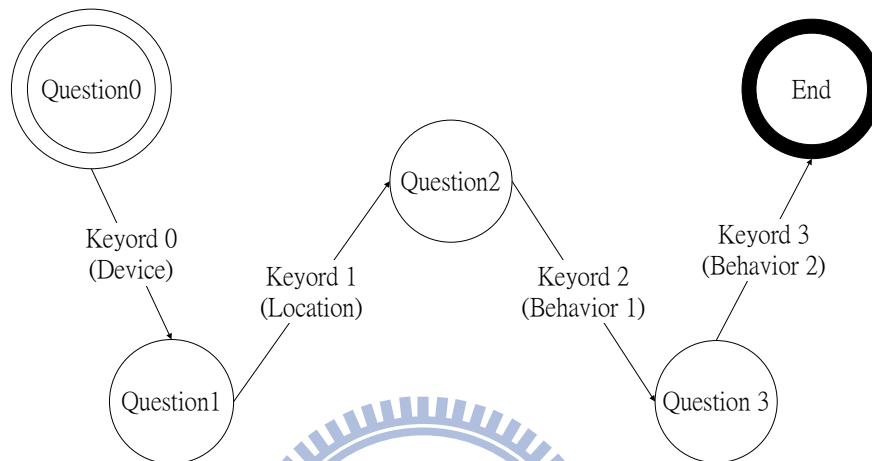 Question0
End
Question2
Keyord 0
(Device)
Keyord 1
(Location)
Keyord 2
(Behavior 1)
Keyord 3
(Behavior 2)
Question1
Question 3